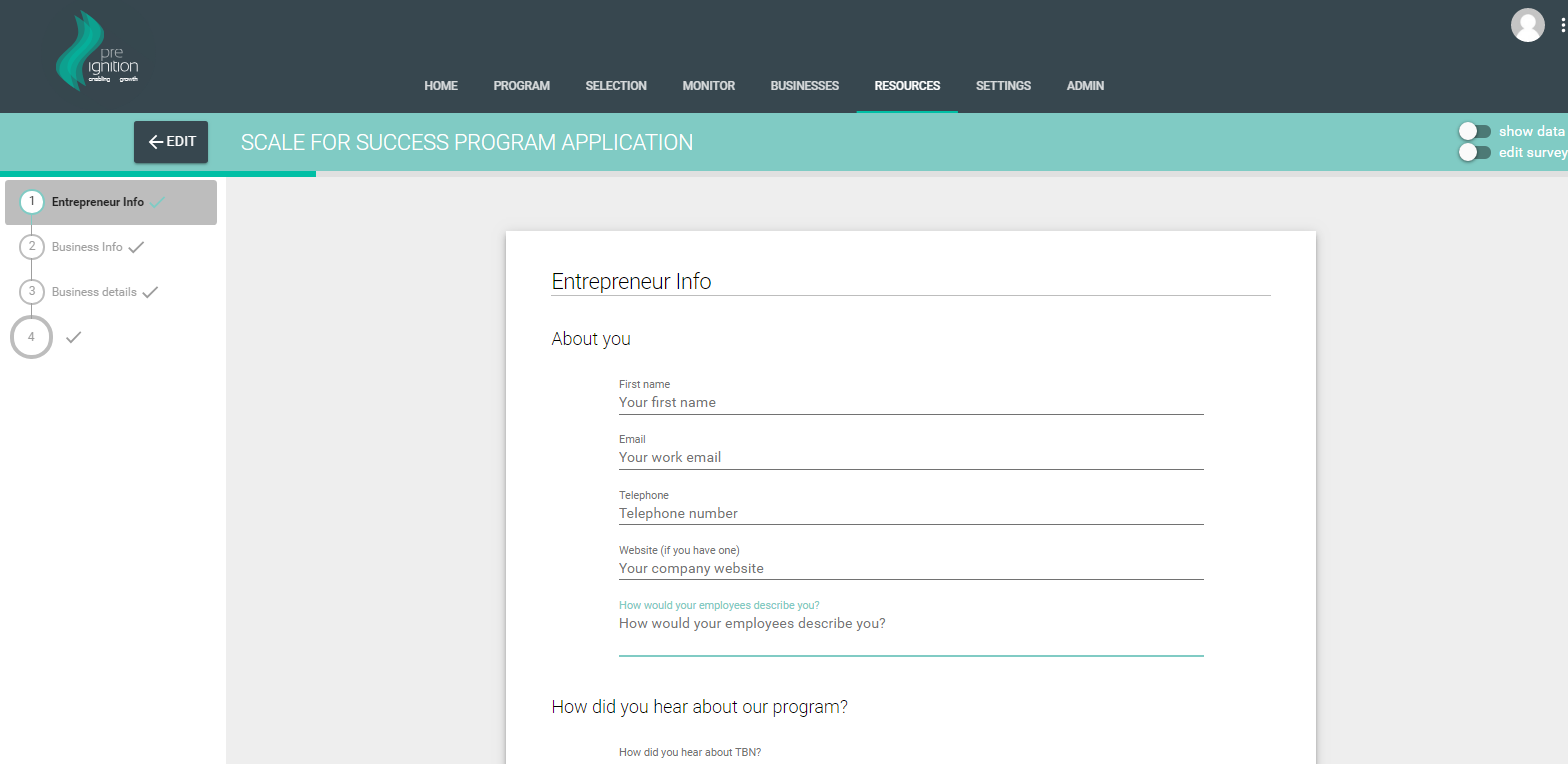 pre
ignition
enabling growth
HOME PROGRAM SELECTION MONITOR BUSINESSES RESOURCES SETTINGS ADMIN
EDIT
SCALE FOR SUCCESS PROGRAM APPLICATION
show data
edit survey
1 Entrepreneur Info
2 Business Info
3 Business details
4
Entrepreneur Info
About you
First name
Your first name
Email
Your work email
Telephone
Telephone number
Website (if you have one)
Your company website
How would your employees describe you?
How would your employees describe you?
How did you hear about our program?
How did you hear about TBN?